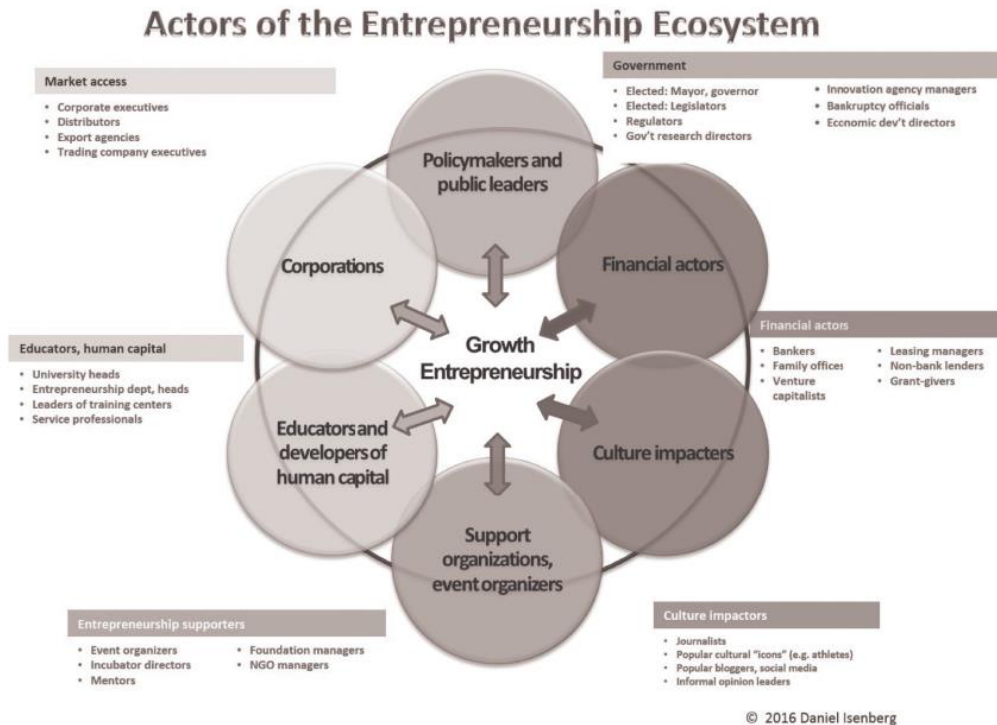 Actors of the Entrepreneurship Ecosystem
Market access
• Corporate executives
• Distributors
• Export agencies
• Trading company executives
Government
• Elected: Mayor, governor
• Elected: Legislators
• Regulators
• Gov't research directors
• Innovation agency managers
• Bakruptcy officials
• Economic dev't directors
Policymakers and
public leaders
Corporations
Financial actors
Growth
Entrepreneurship
Educators, human capital
• University heads
• Entrepreneurship dept, heads
• Leaders of training centers
• Service professionals
Financial actors
• Bankers
• Family offices
• Venture
capitalists
• Leasing managers
• Non-bank lenders
• Grant-givers
Educators and
developers of
human capital
Culture impacters
Support
organizations,
event organizers
Entrepreneurship supporters
• Event organizers
• Incubator directors
• Mentors
• Foundation managers
• NGO managers
Culture impactors
• Journalists
• Popular cultural "icons" (e.g. athletes)
• Popular bloggers, social media
• Informal opinion leaders
© 2016 Daniel Isenberg